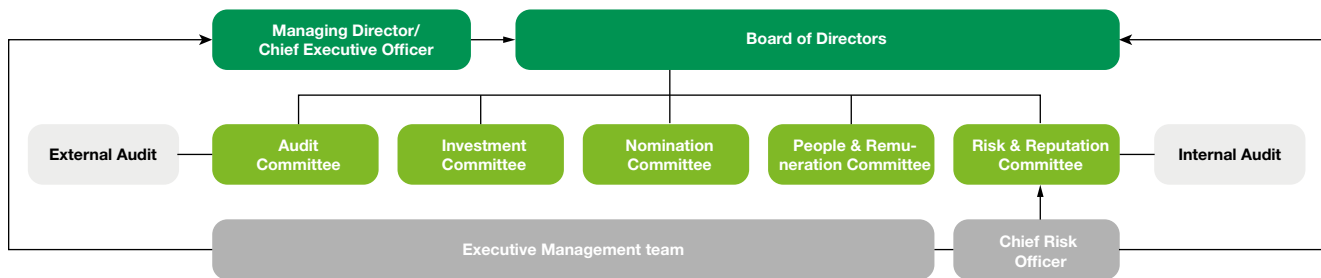 Managing Director/
Chief Executive Officer
Board of Directors
External Audit
Audit
Committee
Investment
Committee
Nomination
Committee
People & Remu-
neration Committee
Risk & Reputation
Committee
Internal Audit
Executive Management team
Chief Risk
Officer